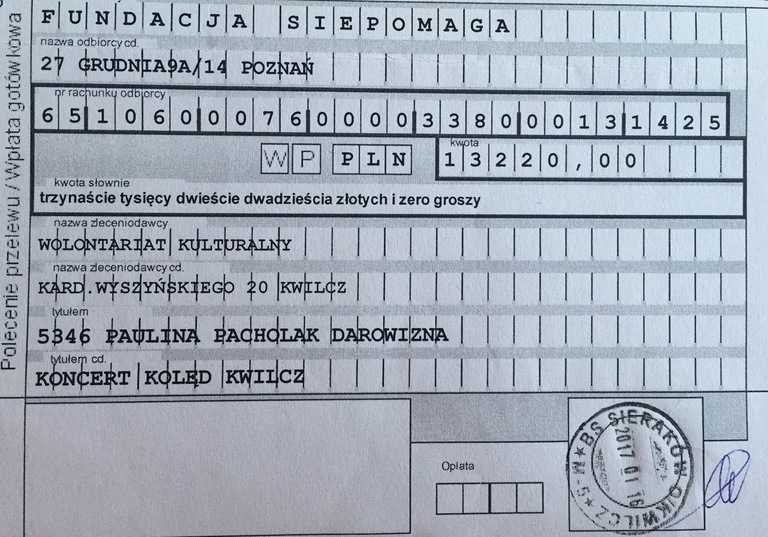 Polecenie przelewu / Wpłata gotówkowa
FUNDACJA SIEPOMAGA
nazwa odbiorcy cd.
27 GRUDNIA9A/14 POZNAŃ
nr rachunku odbiorcy
65106000760000338000131425
WP PLN
kwota
13220,00
kwota słownie
trzynaście tysięcy dwieście dwadzieścia złotych i zero groszy
nazwa zleceniodawcy
WOLONTARIAT KULTURALNY
nazwa zleceniodawcy cd.
KARD.WYSZYŃSKIEGO 20 KWILCZ
tytułem
5346 PAULINA PACHOLAK DAROWIZNA
tytułem cd.
KONCERT KOLĘD KWILCZ
Opłata
BS SIERAKÓW O/KWILCZ
2017 01 16